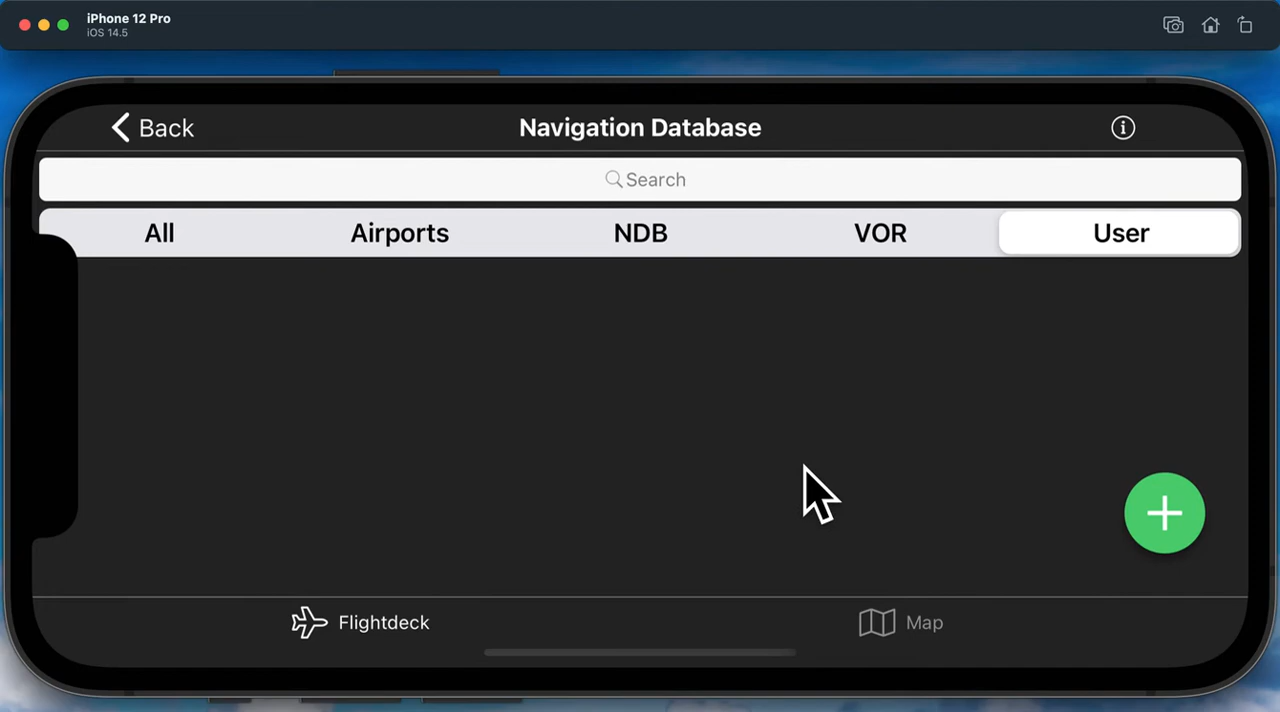 iPhone 12 Pro
iOS 14.5
Back
Navigation Database
Search
All
Airports
NDB
VOR
User
Flightdeck
Map